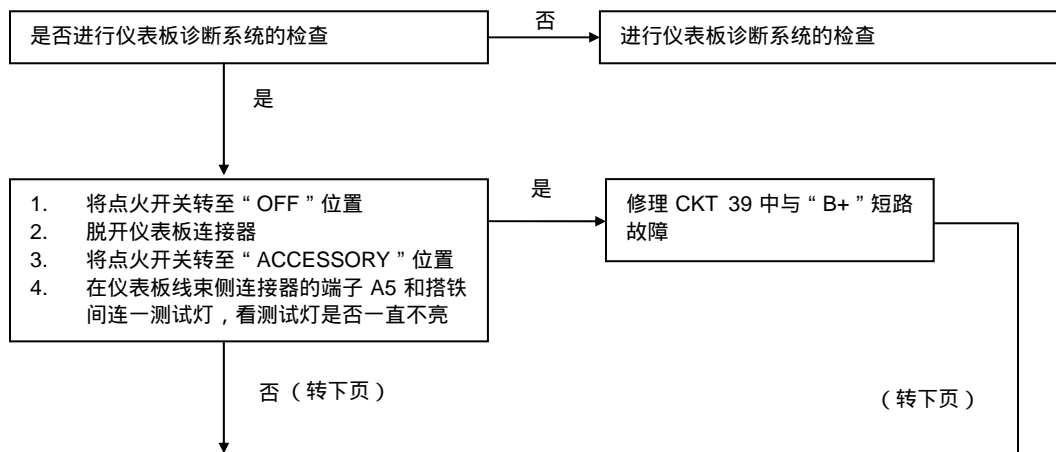 是否进行仪表板诊断系统的检查
否
进行仪表板诊断系统的检查
是
1. 将点火开关转至“OFF”位置
2. 脱开仪表板连接器
3. 将点火开关转至“ACCESSORY”位置
4. 在仪表板线束侧连接器的端子 A5 和搭铁
间连一测试灯，看测试灯是否一直不亮
是
修理 CKT 39 中与“B+”短路
故障
否（转下页）
（转下页）